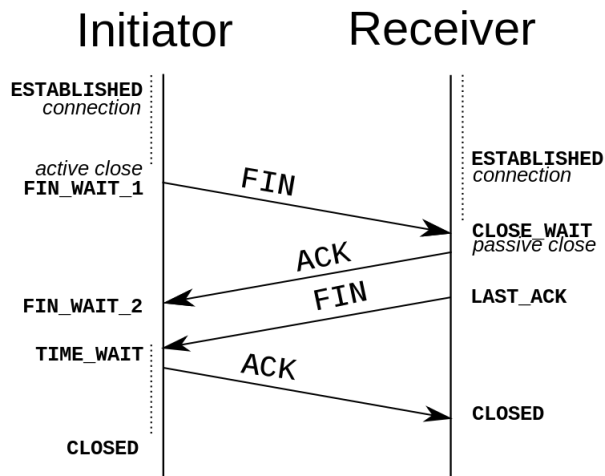 Initiator
Receiver
ESTABLISHED
connection
active close
FIN_WAIT_1
FIN
ESTABLISHED
connection
CLOSE_WAIT
passive close
ACK
FIN
LAST_ACK
FIN_WAIT_2
TIME_WAIT
ACK
CLOSED
CLOSED